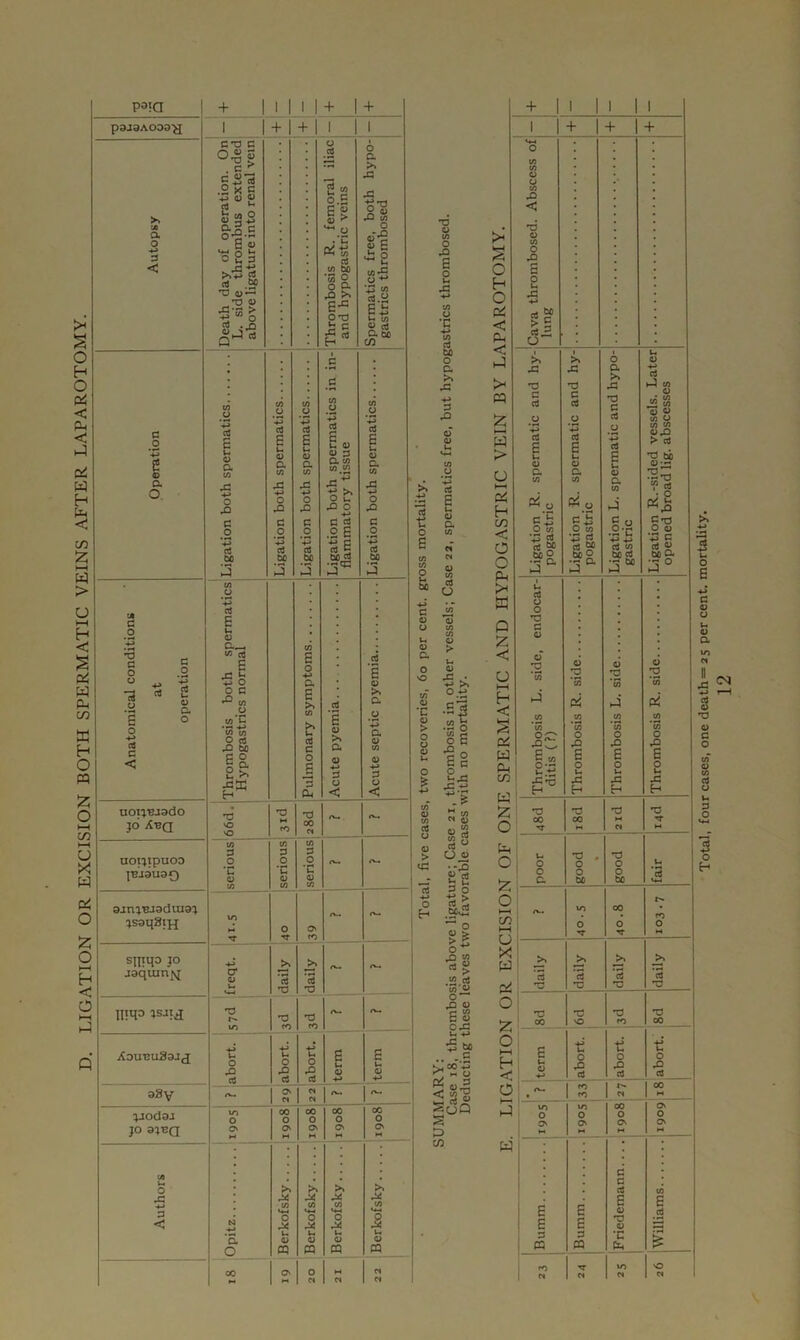 D. LIGATION OR EXCISION BOTH SPERMATIC VEINS AFTER LAPAROTOMY.
Authors | Date of report | Age | Pregnancy | First chill | Number of chills | Highest temperature | General condition | Day of operation | Anatomical conditions at operation | Operation | Autopsy | Recovered | Died
18 | Opitz | 1905 | ? | abort. | 57d | freqt. | 41.5 | serious | 66d. | Thrombosis both spermatics Hypogastrics normal | Ligation both spermatics | Death day of operation. On L. side thrombus extended above ligature into renal vein | – | +
19 | Berkofsky | 1908 | 29 | abort. | 3d | daily | 40 | serious | 31d | Pulmonary symptoms | Ligation both spermatics | + | –
20 | Berkofsky | 1908 | 22 | abort. | 3d | daily | 39 | serious | 28d | Ligation both spermatics | + | –
21 | Berkofsky | 1908 | ? | term | ? | ? | ? | ? | ? | Acute pyemia | Ligation both spermatics in inflammatory tissue | Thrombosis R. femoral iliac and hypogastric veins | – | +
22 | Berkofsky | 1908 | ? | term | ? | ? | ? | ? | ? | Acute septic pyemia | Ligation both spermatics | Spermatics free, both hypogastrics thrombosed | – | +
Total, five cases, two recoveries, 60 per cent. gross mortality.
SUMMARY:
Case 18, thrombosis above ligature; Case 21, thrombosis in other vessels; Case 22, spermatics free, but hypogastrics thrombosed.
Deducting these leaves two favorable cases with no mortality.
E. LIGATION OR EXCISION OF ONE SPERMATIC AND HYPOGASTRIC VEIN BY LAPAROTOMY.
23 | Bumm | 1905 | ? | term | 8d | daily | ? | poor | 48d | Thrombosis L. side, endocarditis (?) | Ligation R. spermatic and hypogastric | Cava thrombosed. Abscess of lung | – | +
24 | Bumm | 1905 | 33 | abort. | 6d | daily | 40.5 | good | 18d | Thrombosis R. side | Ligation R. spermatic and hypogastric | + | –
25 | Friedemann | 1908 | 27 | abort. | 3d | daily | 40.8 | good | 21d | Thrombosis L. side | Ligation L. spermatic and hypogastric | + | –
26 | Williams | 1909 | 18 | abort. | 8d | daily | 103.7 | fair | 14d | Thrombosis R. side | Ligation R.-sided vessels. Later opened broad lig. abscesses | + | –
Total, four cases, one death = 25 per cent. mortality.
12